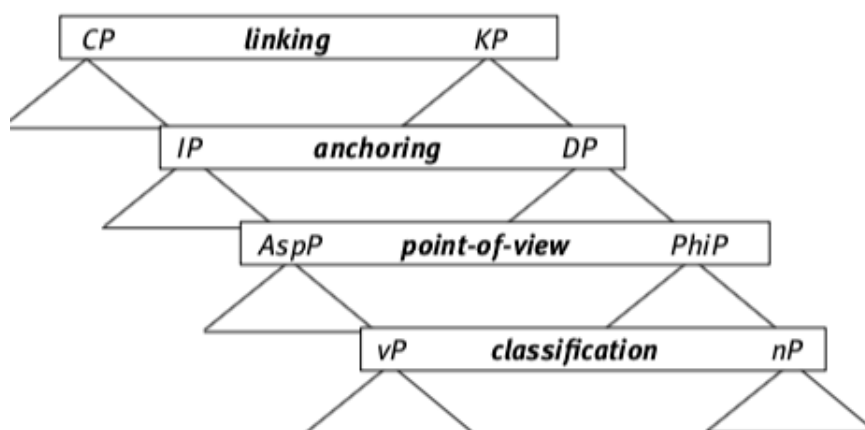 CP linking KP
IP anchoring DP
AspP point-of-view PhiP
vP classification nP